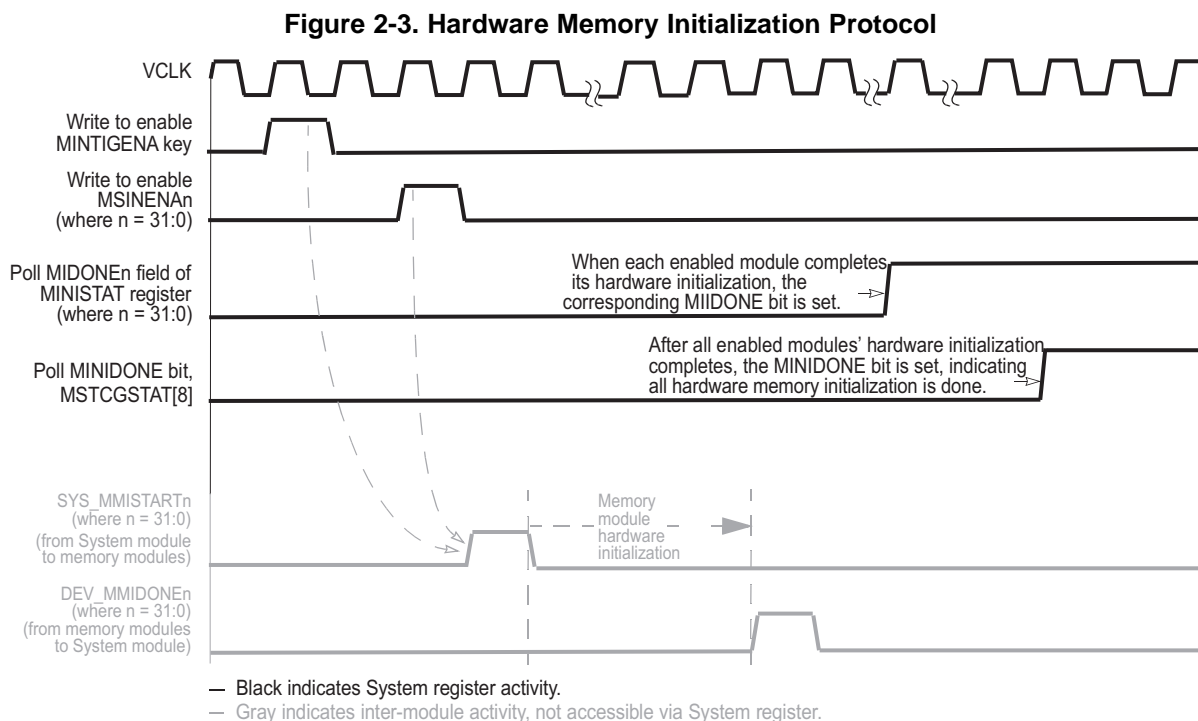 Figure 2-3. Hardware Memory Initialization Protocol
VCLK
Write to enable
MINTIGENA key
Write to enable
MSINENAn
(where n = 31:0)
Poll MIDONEn field of
MINISTAT register
(where n = 31:0)
When each enabled module completes
its hardware initialization, the
corresponding MIIDONE bit is set.
Poll MINIDONE bit,
MSTCGSTAT[8]
After all enabled modules’ hardware initialization
completes, the MINIDONE bit is set, indicating
all hardware memory initialization is done.
SYS_MMISTARTn
(where n = 31:0)
(from System module
to memory modules)
Memory
module
hardware
initialization
DEV_MMIDONEn
(where n = 31:0)
(from memory modules
to System module)
— Black indicates System register activity.
— Gray indicates inter-module activity, not accessible via System register.